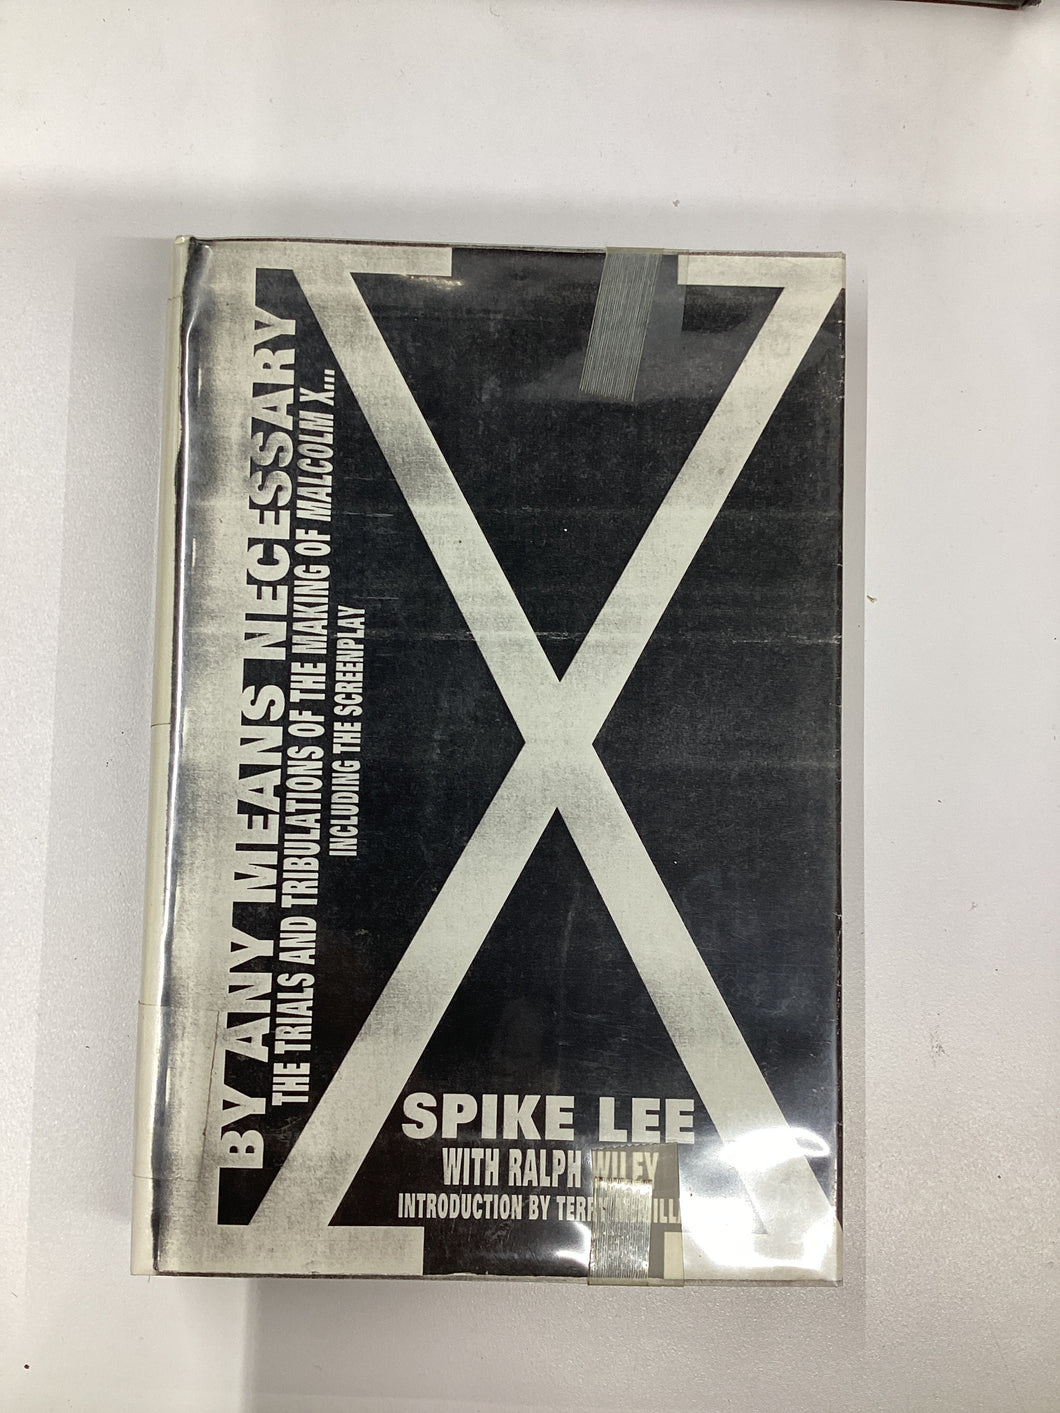 BY ANY MEANS NECESSARY
THE TRIALS AND TRIBULATIONS OF THE MAKING OF MALCOLM X...
INCLUDING THE SCREENPLAY
X
SPIKE LEE
WITH RALPH WILEY
INTRODUCTION BY